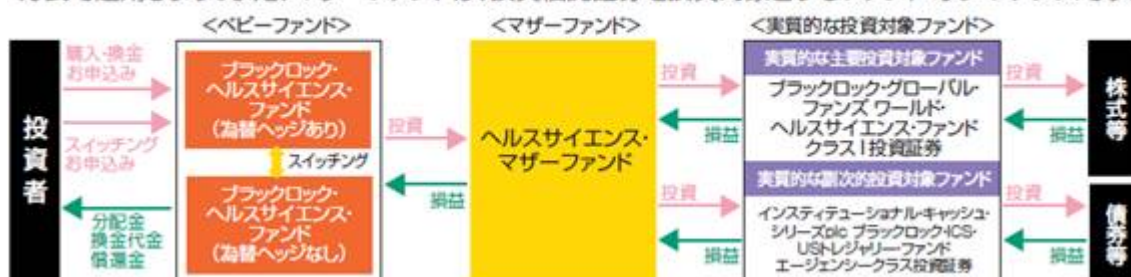 <ベビーファンド>
<マザーファンド>
<実質的な投資対象ファンド>
投資者
購入・換金
お申込み
スイッチング
お申込み
分配金
換金代金
償還金
ブラックロック・
ヘルスサイエンス・
ファンド
(為替ヘッジあり)
スイッチング
ブラックロック・
ヘルスサイエンス・
ファンド
(為替ヘッジなし)
投資
損益
ヘルスサイエンス・
マザーファンド
投資
損益
投資
損益
実質的な主要投資対象ファンド
ブラックロック・グローバル・
ファンズ ワールド・
ヘルスサイエンス・ファンド
クラスI投資証券
実質的な副次的投資対象ファンド
インスティテューショナル・キャッシュ・
シリーズplc ブラックロック・ICS・
USトレジャリー・ファンド
エージェンシークラス投資証券
投資
損益
投資
損益
株式等
債券等